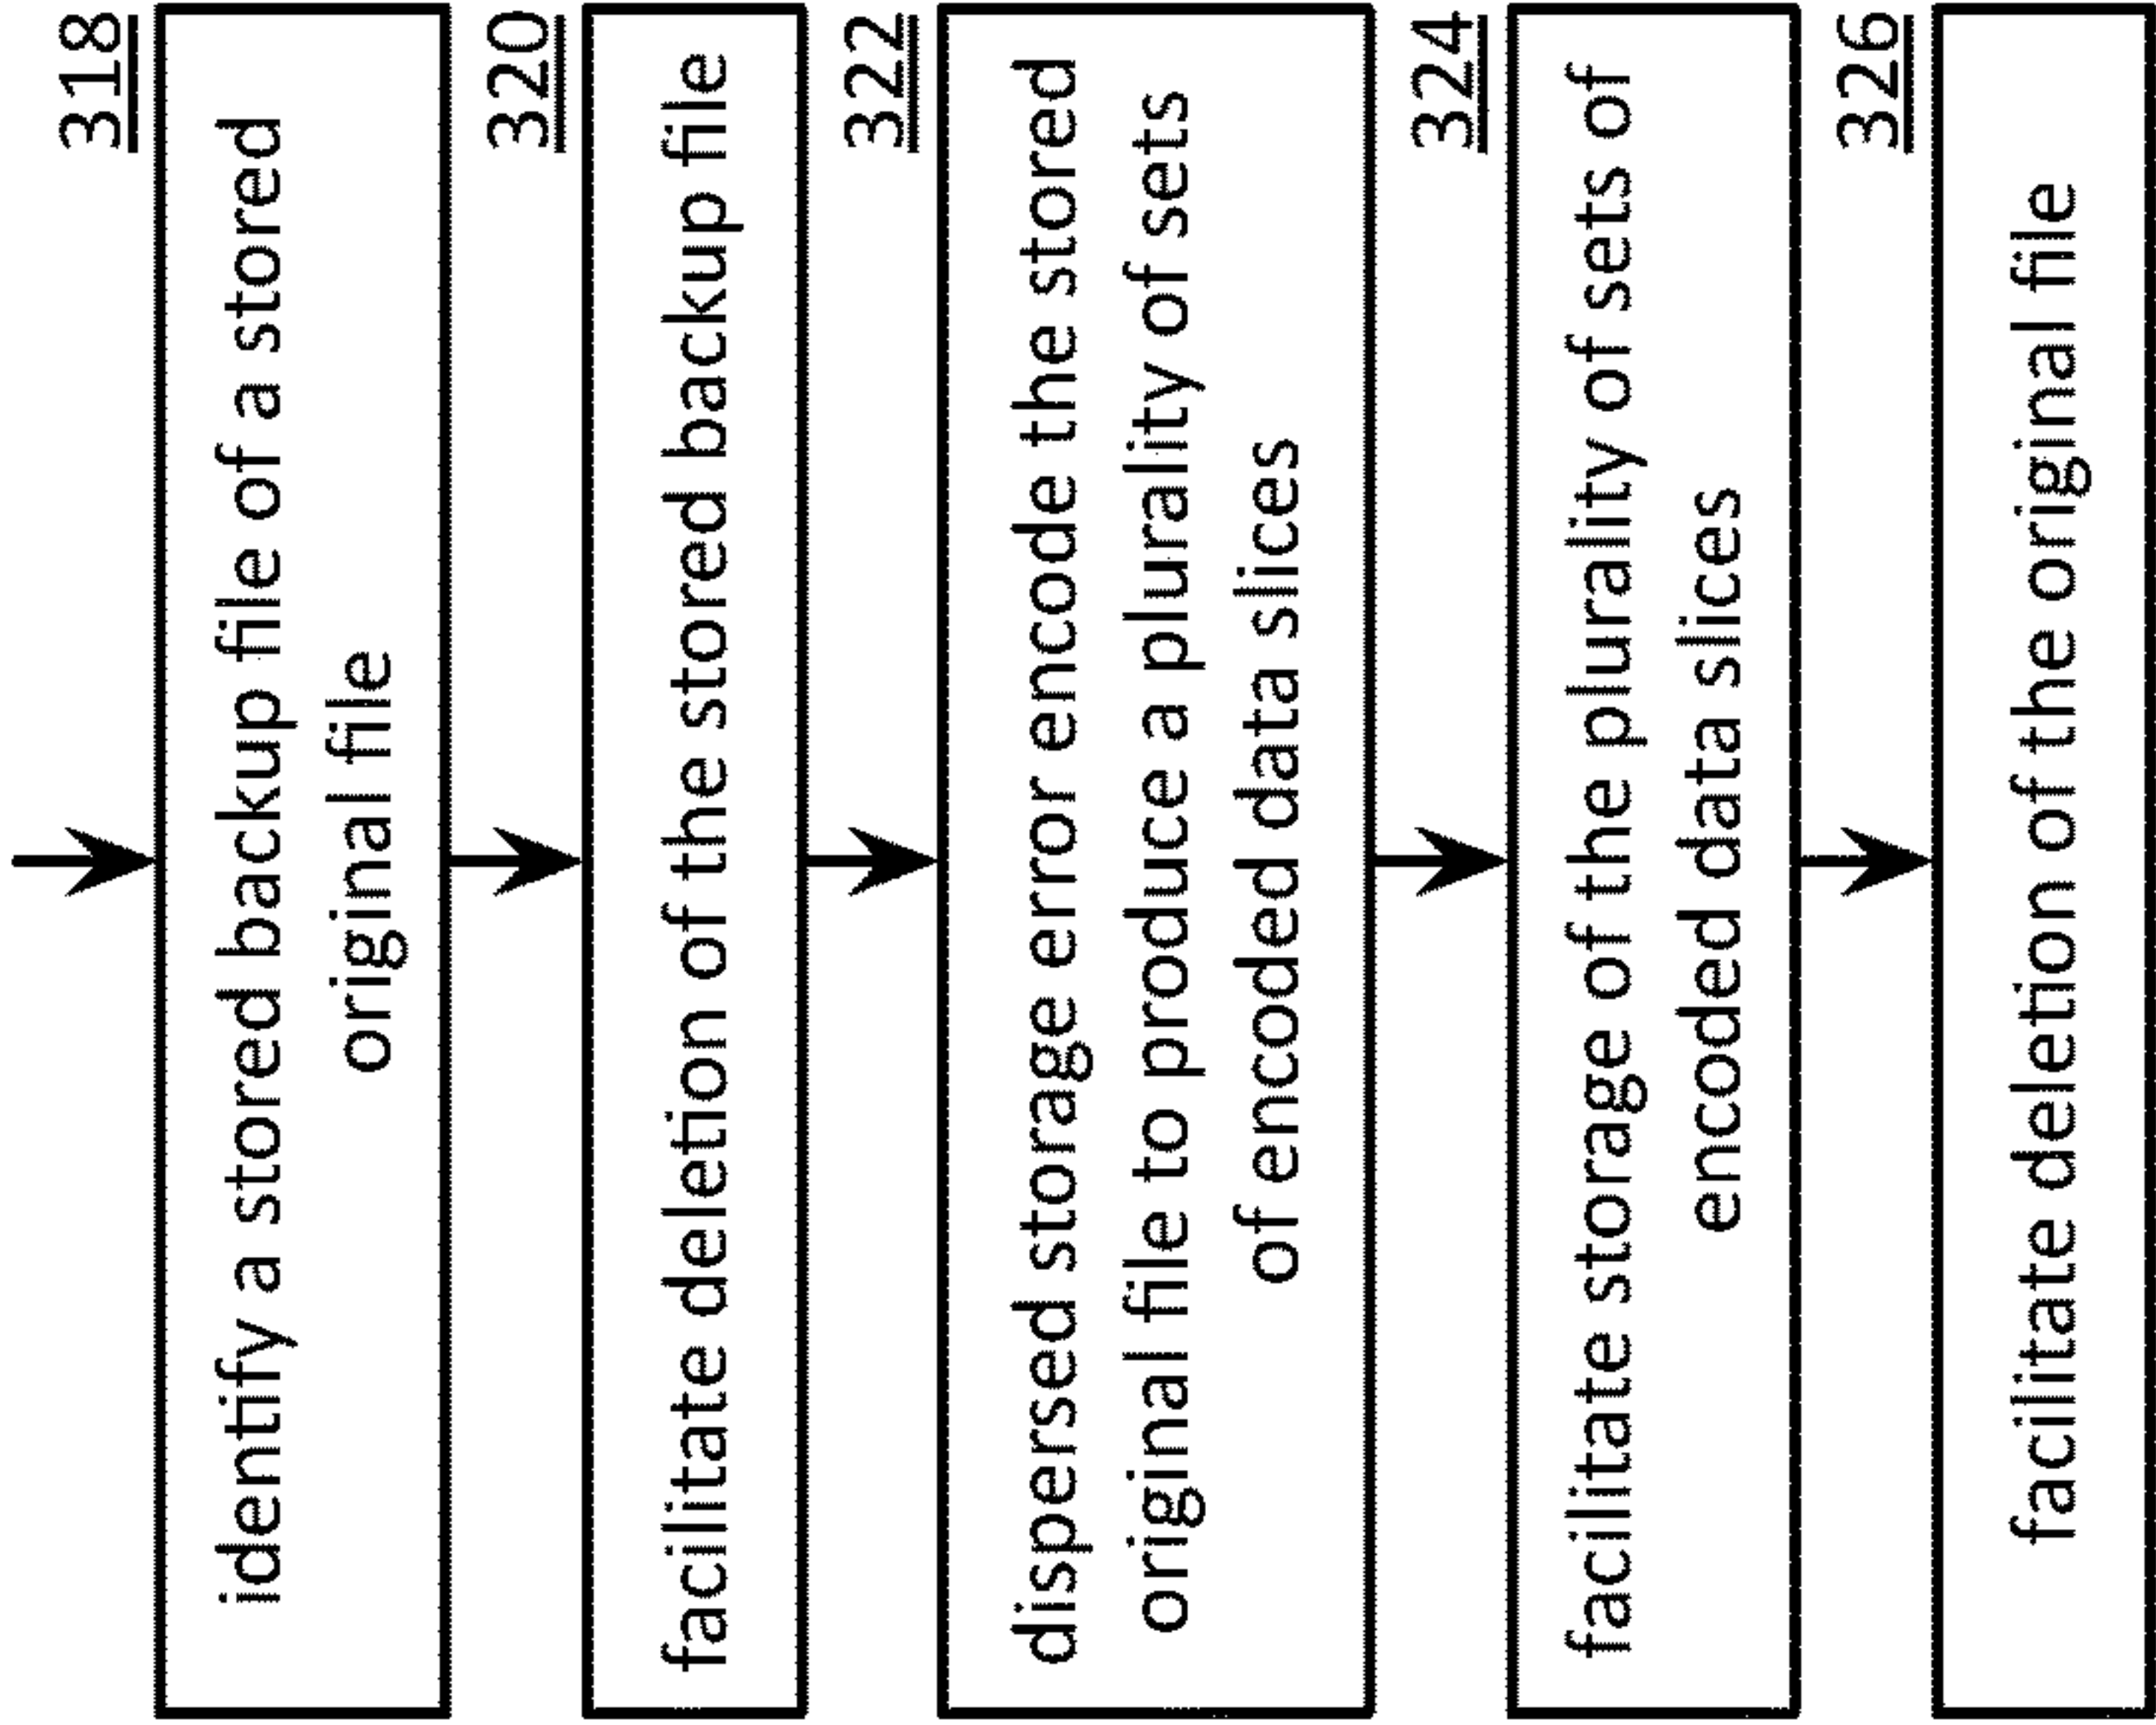 318
identify a stored backup file of a stored
original file
320
facilitate deletion of the stored backup file
322
dispersed storage error encode the stored
original file to produce a plurality of sets
of encoded data slices
324
facilitate storage of the plurality of sets of
encoded data slices
326
facilitate deletion of the original file